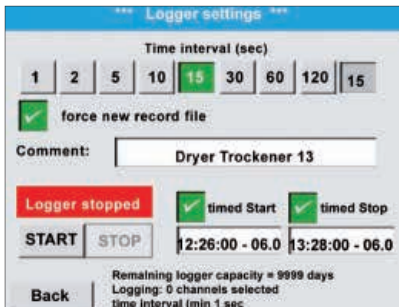 *** Logger settings ***
Time interval (sec)
1 2 5 10 15 30 60 120 15
force new record file
Comment: Dryer Trockener 13
Logger stopped timed Start timed Stop
START STOP 12:26:00 - 06.0 13:28:00 - 06.0
Remaining logger capacity = 9999 days
Back Logging: 0 channels selected
time interval (min 1 sec